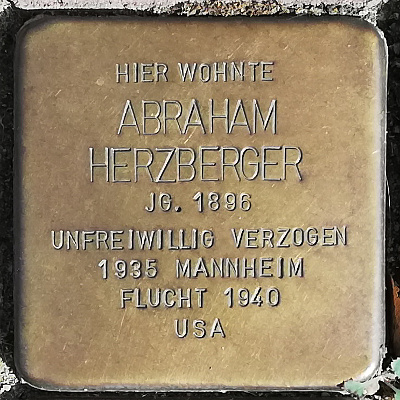 HIER WOHNTE
ABRAHAM
HERZBERGER
JG. 1896
UNFREIWILLIG VERZOGEN
1935 MANNHEIM
FLUCHT 1940
USA